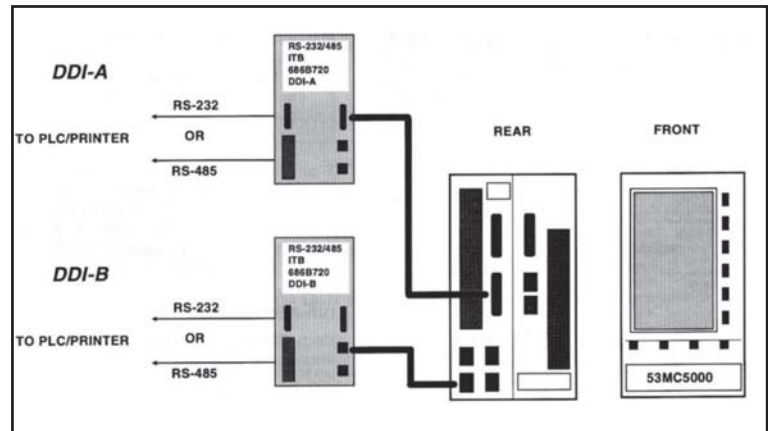 DDI-A
RS-232/485
ITB
686B720
DDI-A
RS-232
TO PLC/PRINTER
OR
RS-485
REAR
FRONT
DDI-B
RS-232/485
ITB
686B720
DDI-B
RS-232
TO PLC/PRINTER
OR
RS-485
53MC5000